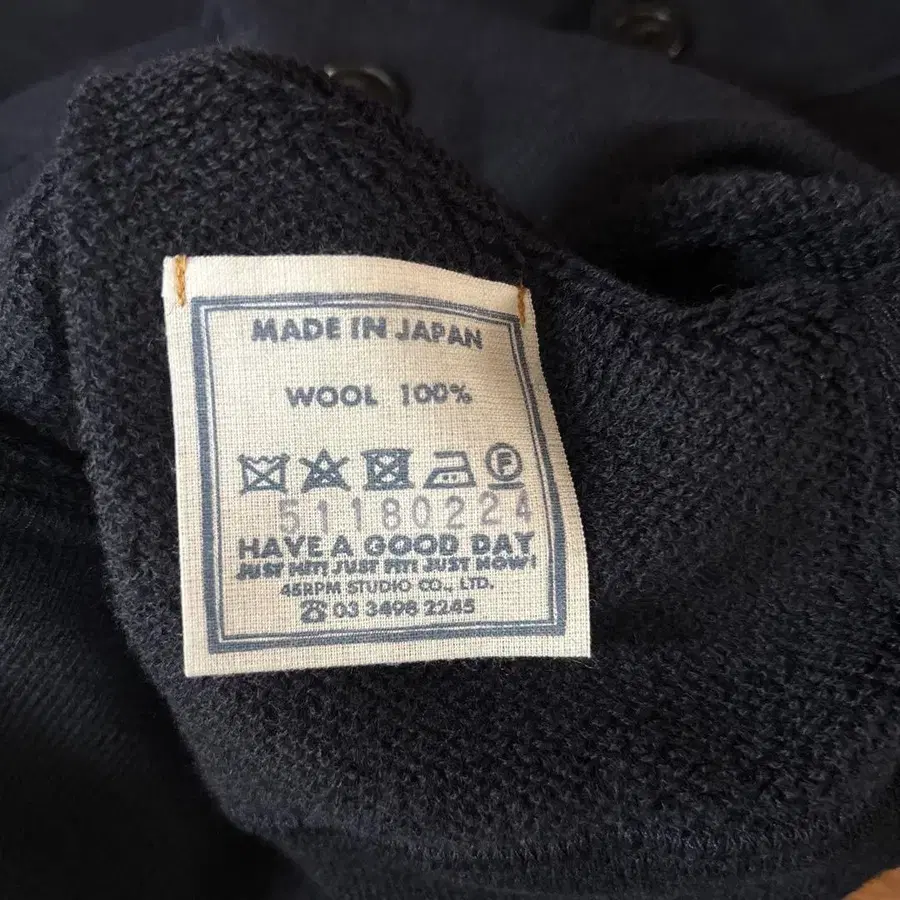 MADE IN JAPAN
WOOL 100%
F
51180224
HAVE A GOOD DAY
JUST HIT! JUST FIT! JUST NOW!
45RPM STUDIO CO., LTD.
☎ 03 3498 2245